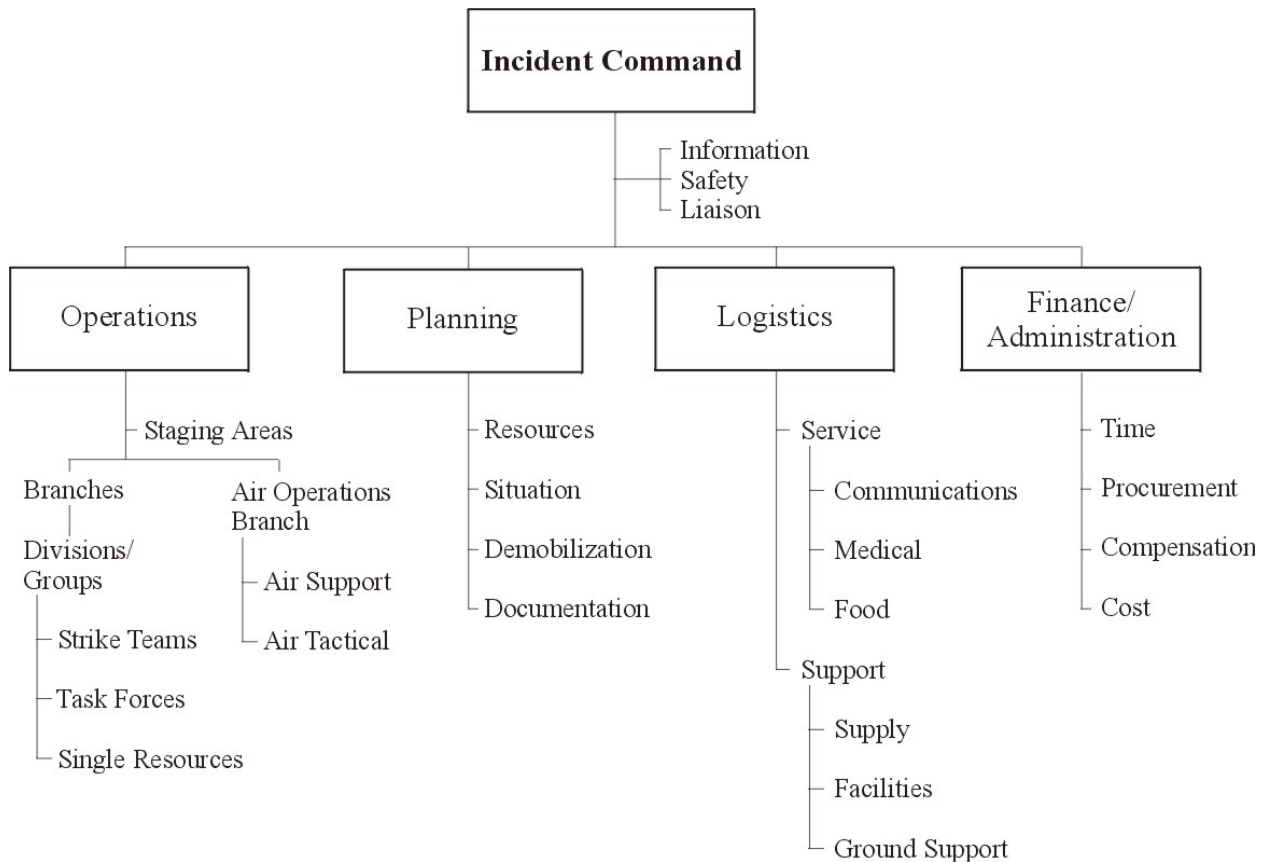 Incident Command
Information
Safety
Liaison
Operations
Planning
Logistics
Finance/
Administration
Staging Areas
Branches
Air Operations
Branch
Divisions/
Groups
Air Support
Air Tactical
Strike Teams
Task Forces
Single Resources
Resources
Situation
Demobilization
Documentation
Service
Communications
Medical
Food
Support
Supply
Facilities
Ground Support
Time
Procurement
Compensation
Cost